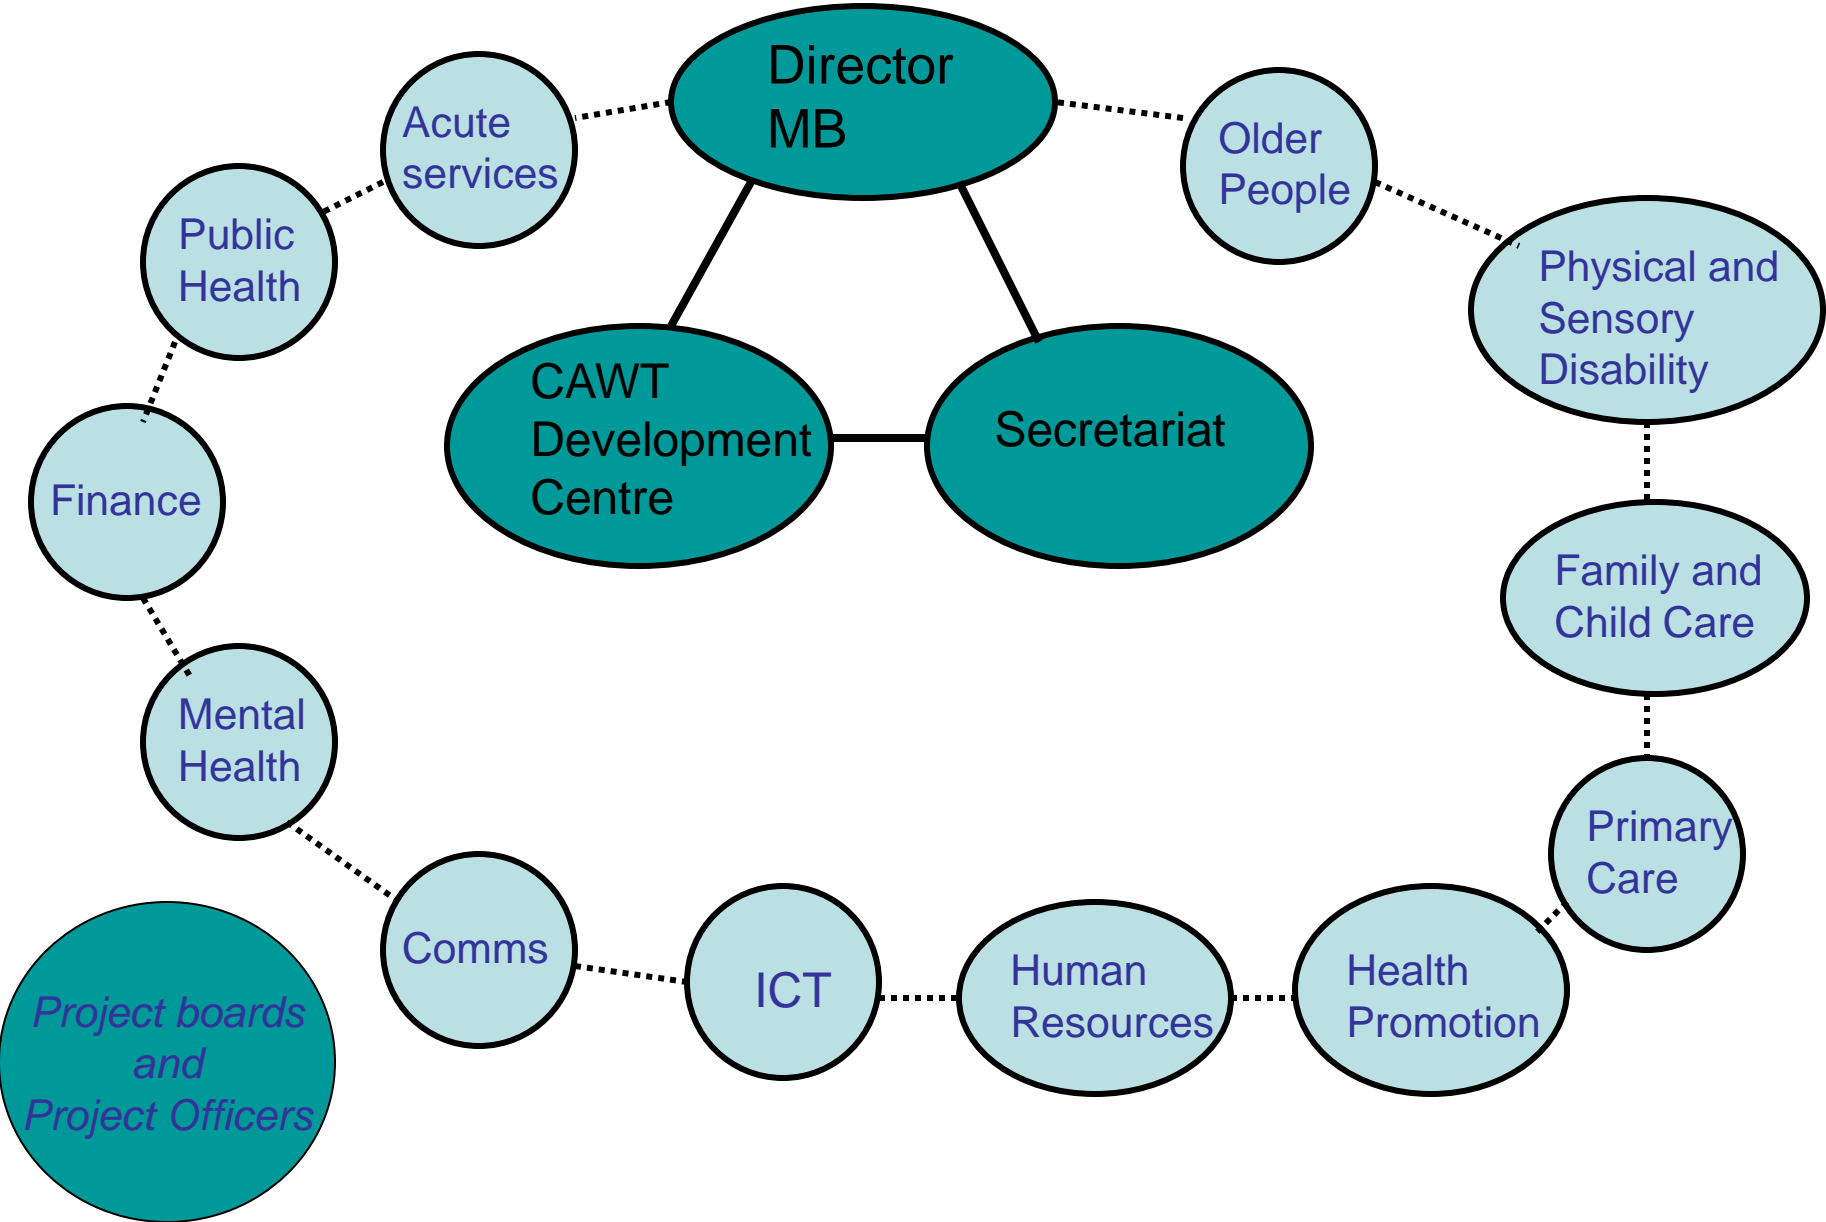 Director
MB
Acute
services
Older
People
Public
Health
Physical and
Sensory
Disability
CAWT
Development
Centre
Secretariat
Finance
Family and
Child Care
Mental
Health
Primary
Care
Comms
ICT
Human
Resources
Health
Promotion
Project boards
and
Project Officers